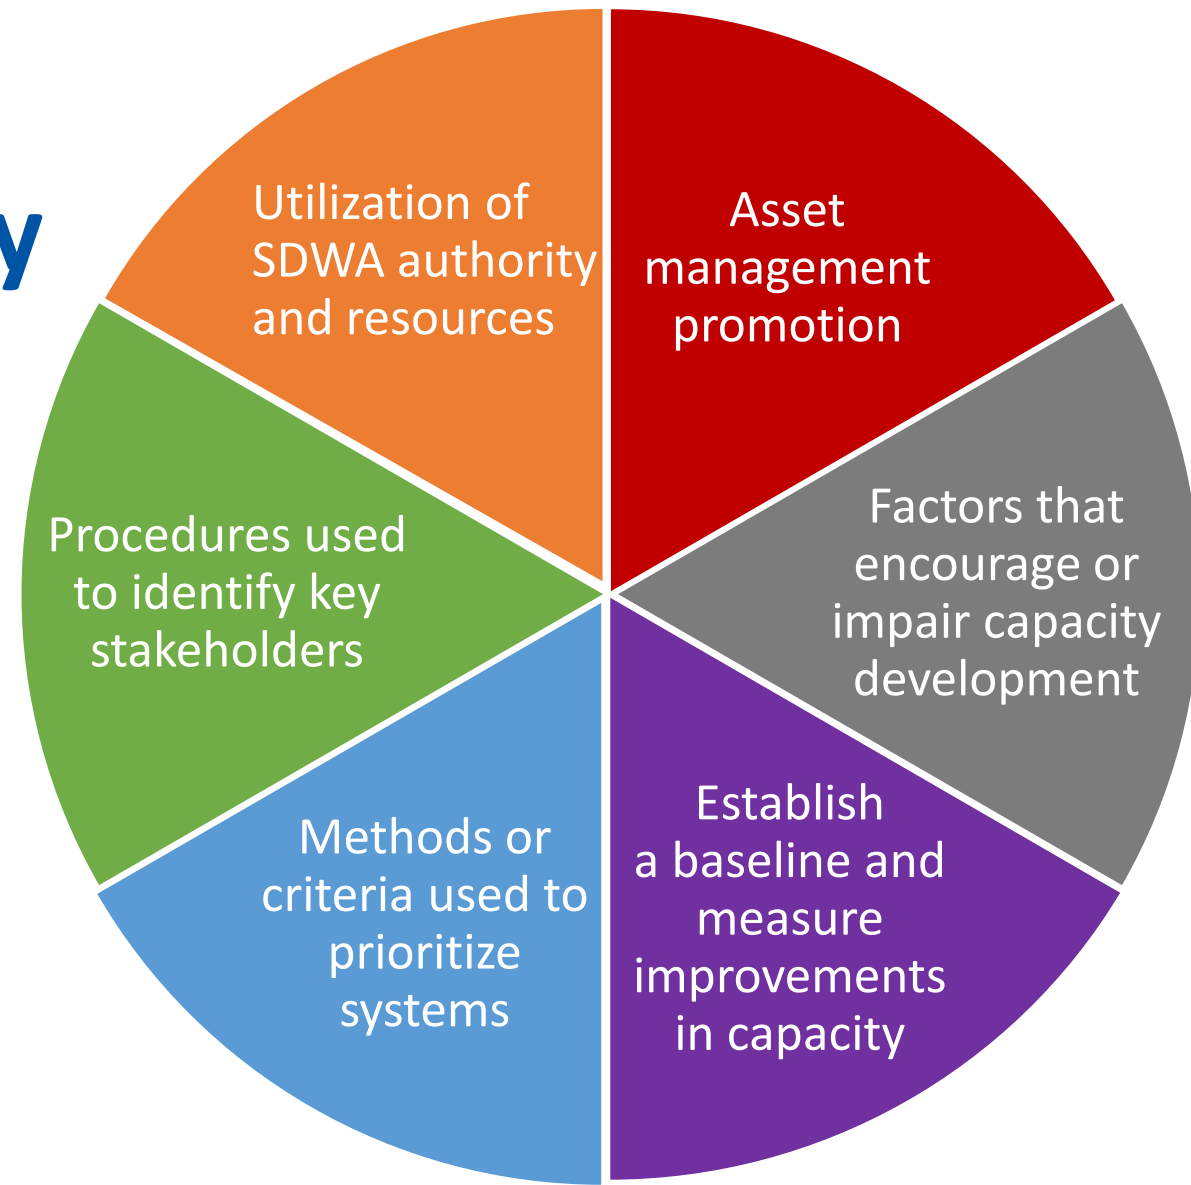 y
Utilization of
SDWA authority
and resources
Asset
management
promotion
Factors that
encourage or
impair capacity
development
Establish
a baseline and
measure
improvements
in capacity
Methods or
criteria used to
prioritize
systems
Procedures used
to identify key
stakeholders